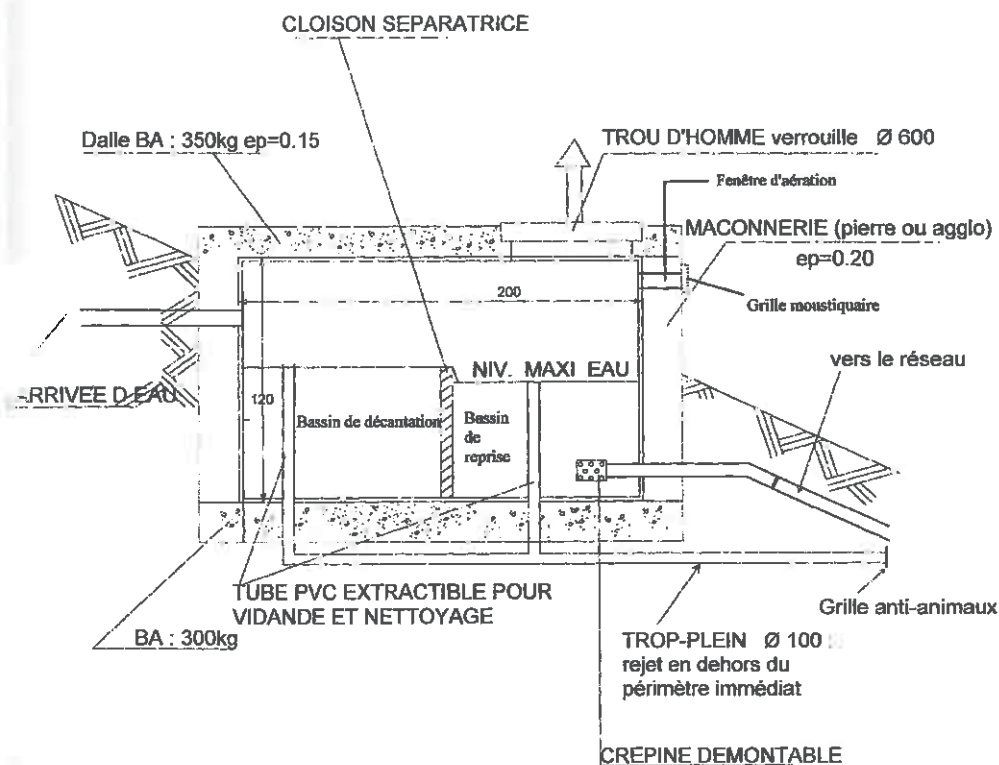 CLOISON SEPARATRICE
Dalle BA : 350kg ep=0.15
TROU D'HOMME verrouille Ø 600
Fenêtre d'aération
MACONNERIE (pierre ou agglo)
ep=0.20
200
Grille moustiquaire
vers le réseau
NIV. MAXI EAU
-RRIVEE D EAU
120
Bassin de décantation
Bassin
de
reprise
TUBE PVC EXTRACTIBLE POUR
VIDANDE ET NETTOYAGE
Grille anti-animaux
BA : 300kg
TROP-PLEIN Ø 100
rejet en dehors du
périmètre immédiat
CREPINE DEMONTABLE